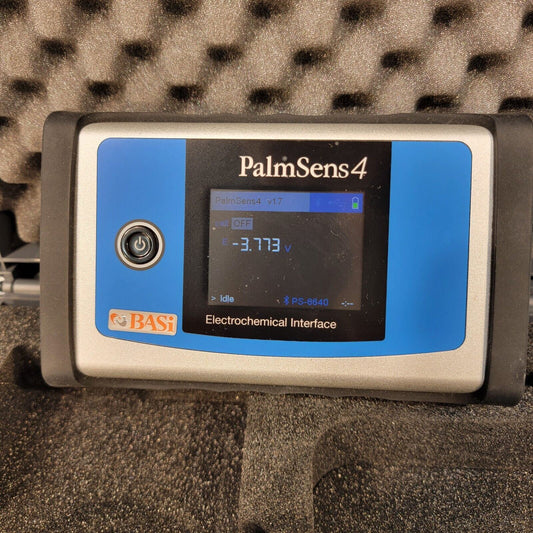 PalmSens4
PalmSens4 v1.7
OFF
-3.773 V
> Idle PS-8640 -:-
Electrochemical Interface
BASi